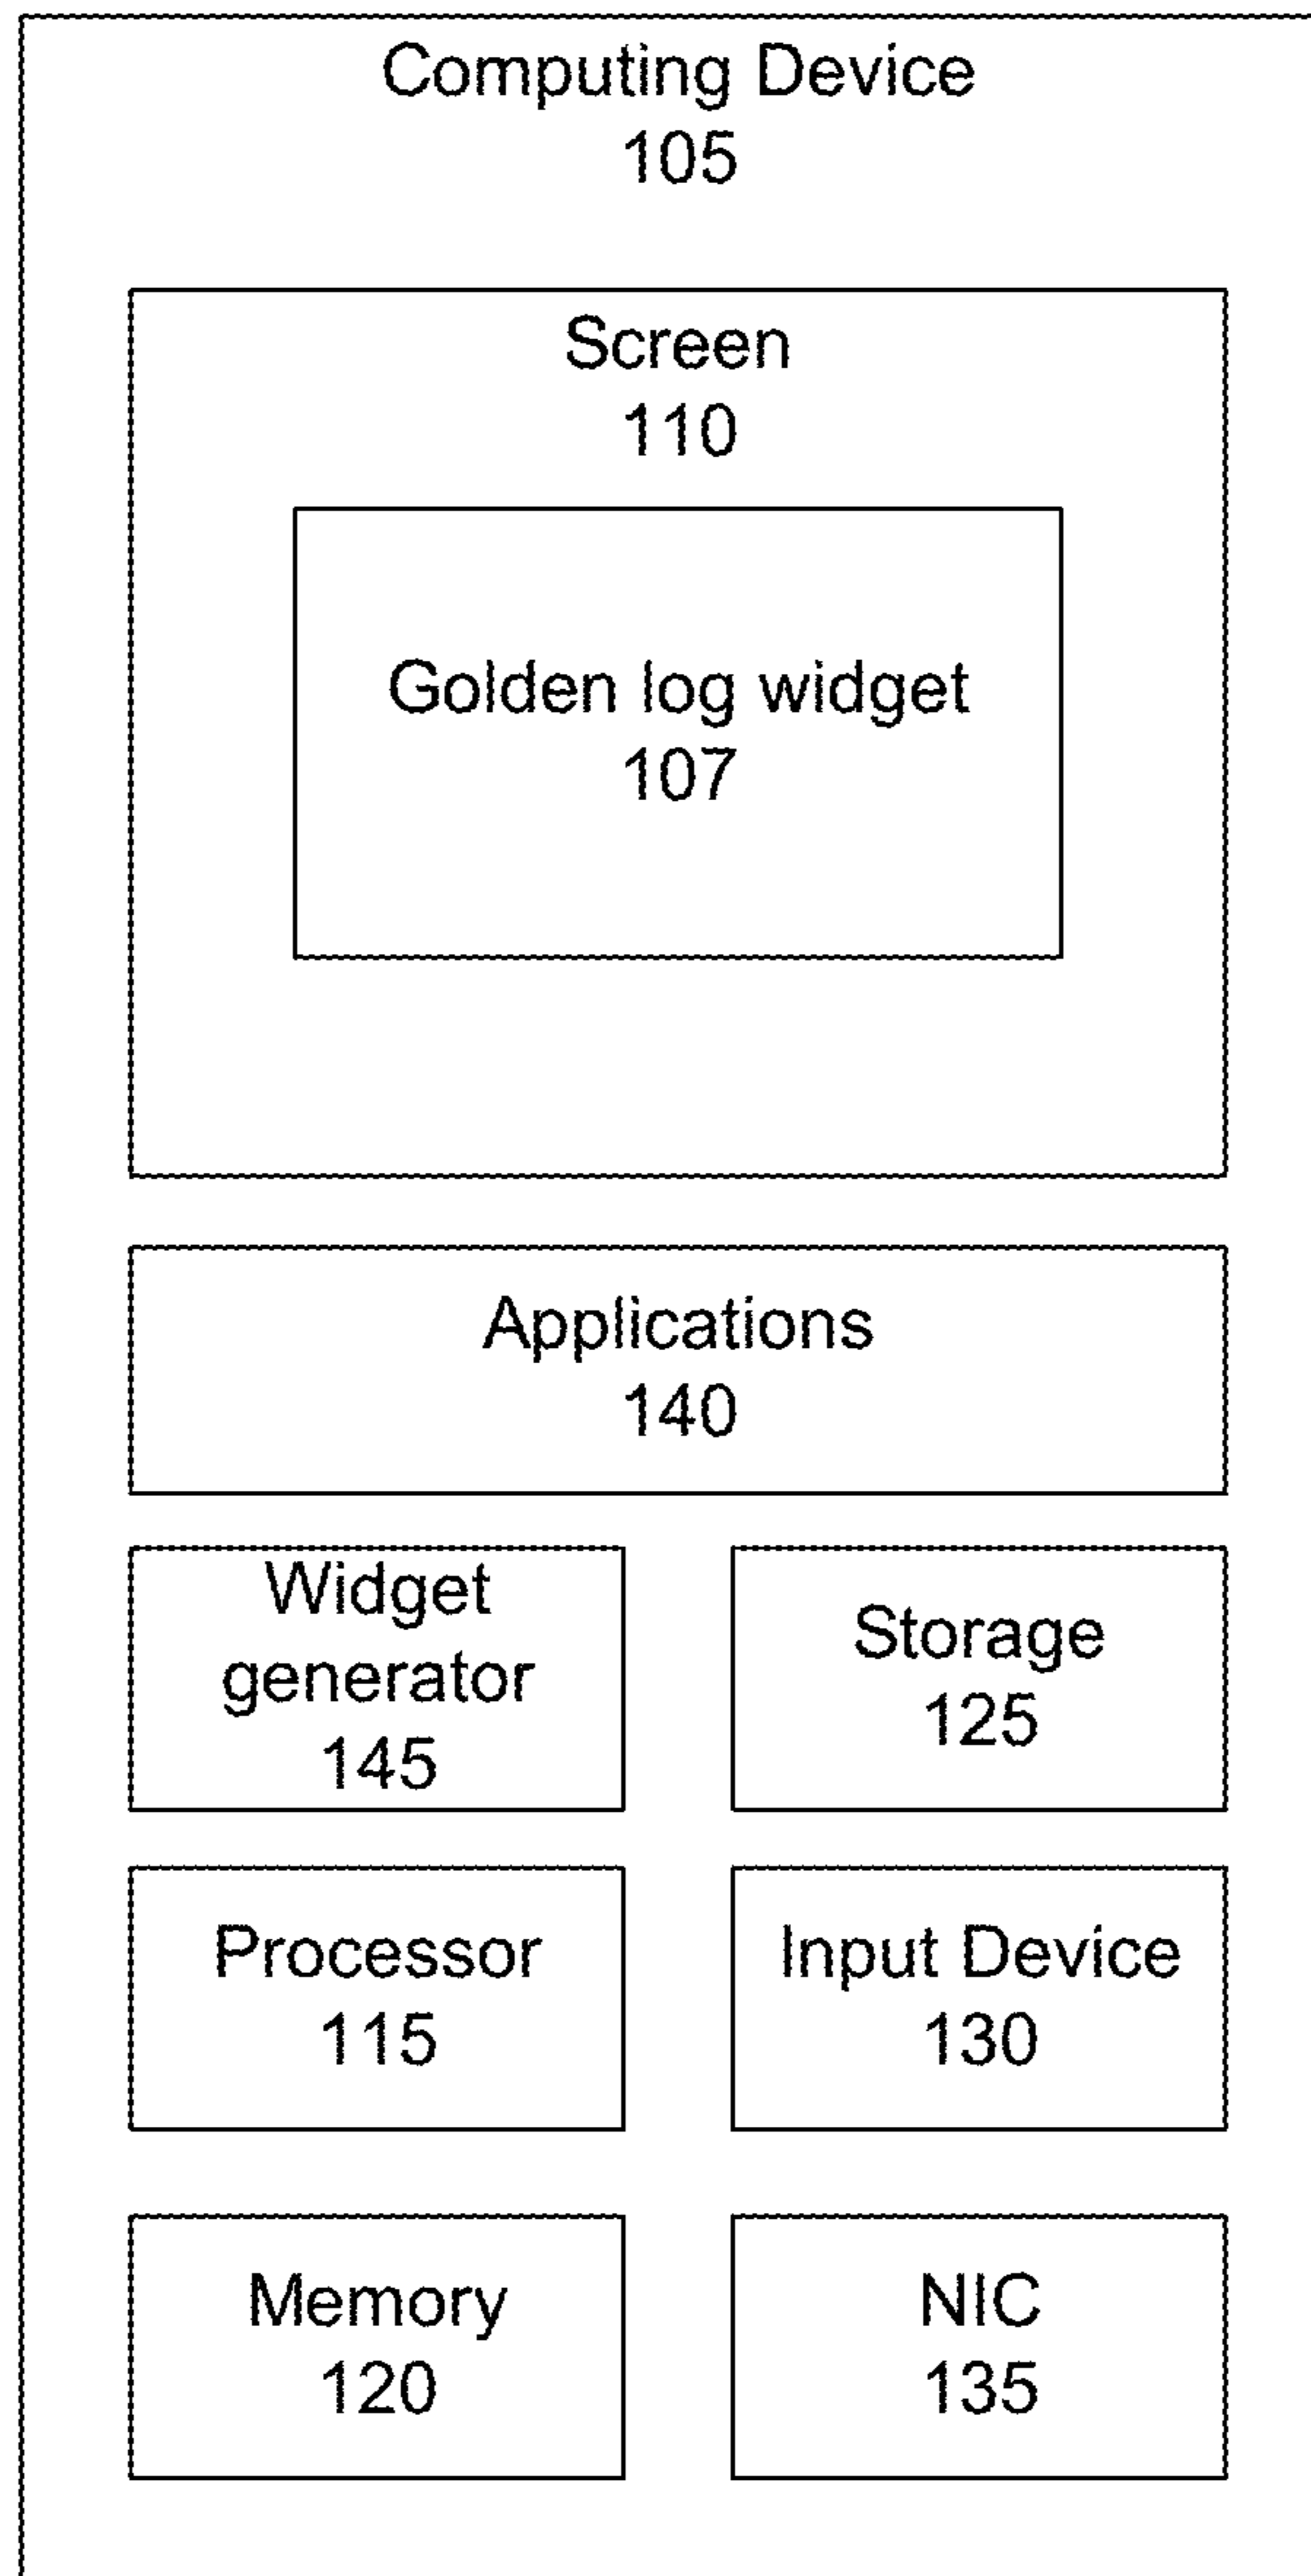 Computing Device
105
Screen
110
Golden log widget
107
Applications
140
Widget
generator
145
Storage
125
Processor
115
Input Device
130
Memory
120
NIC
135